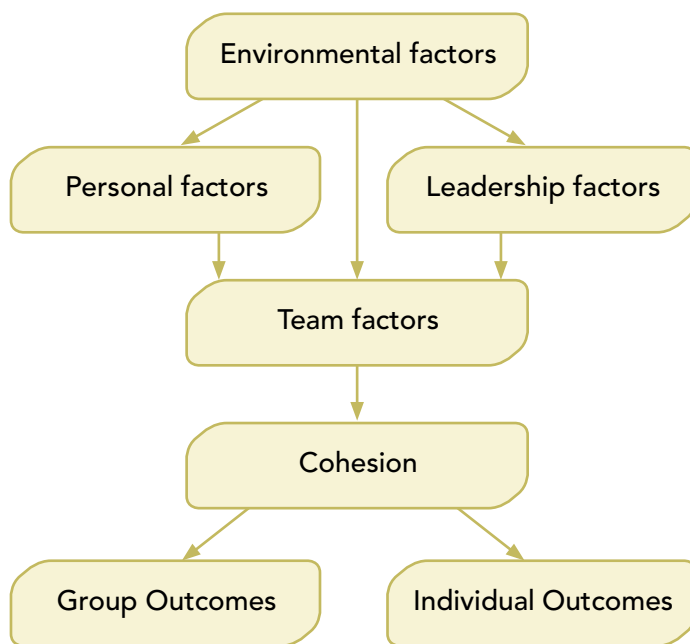 Environmental factors
Personal factors
Leadership factors
Team factors
Cohesion
Group Outcomes
Individual Outcomes